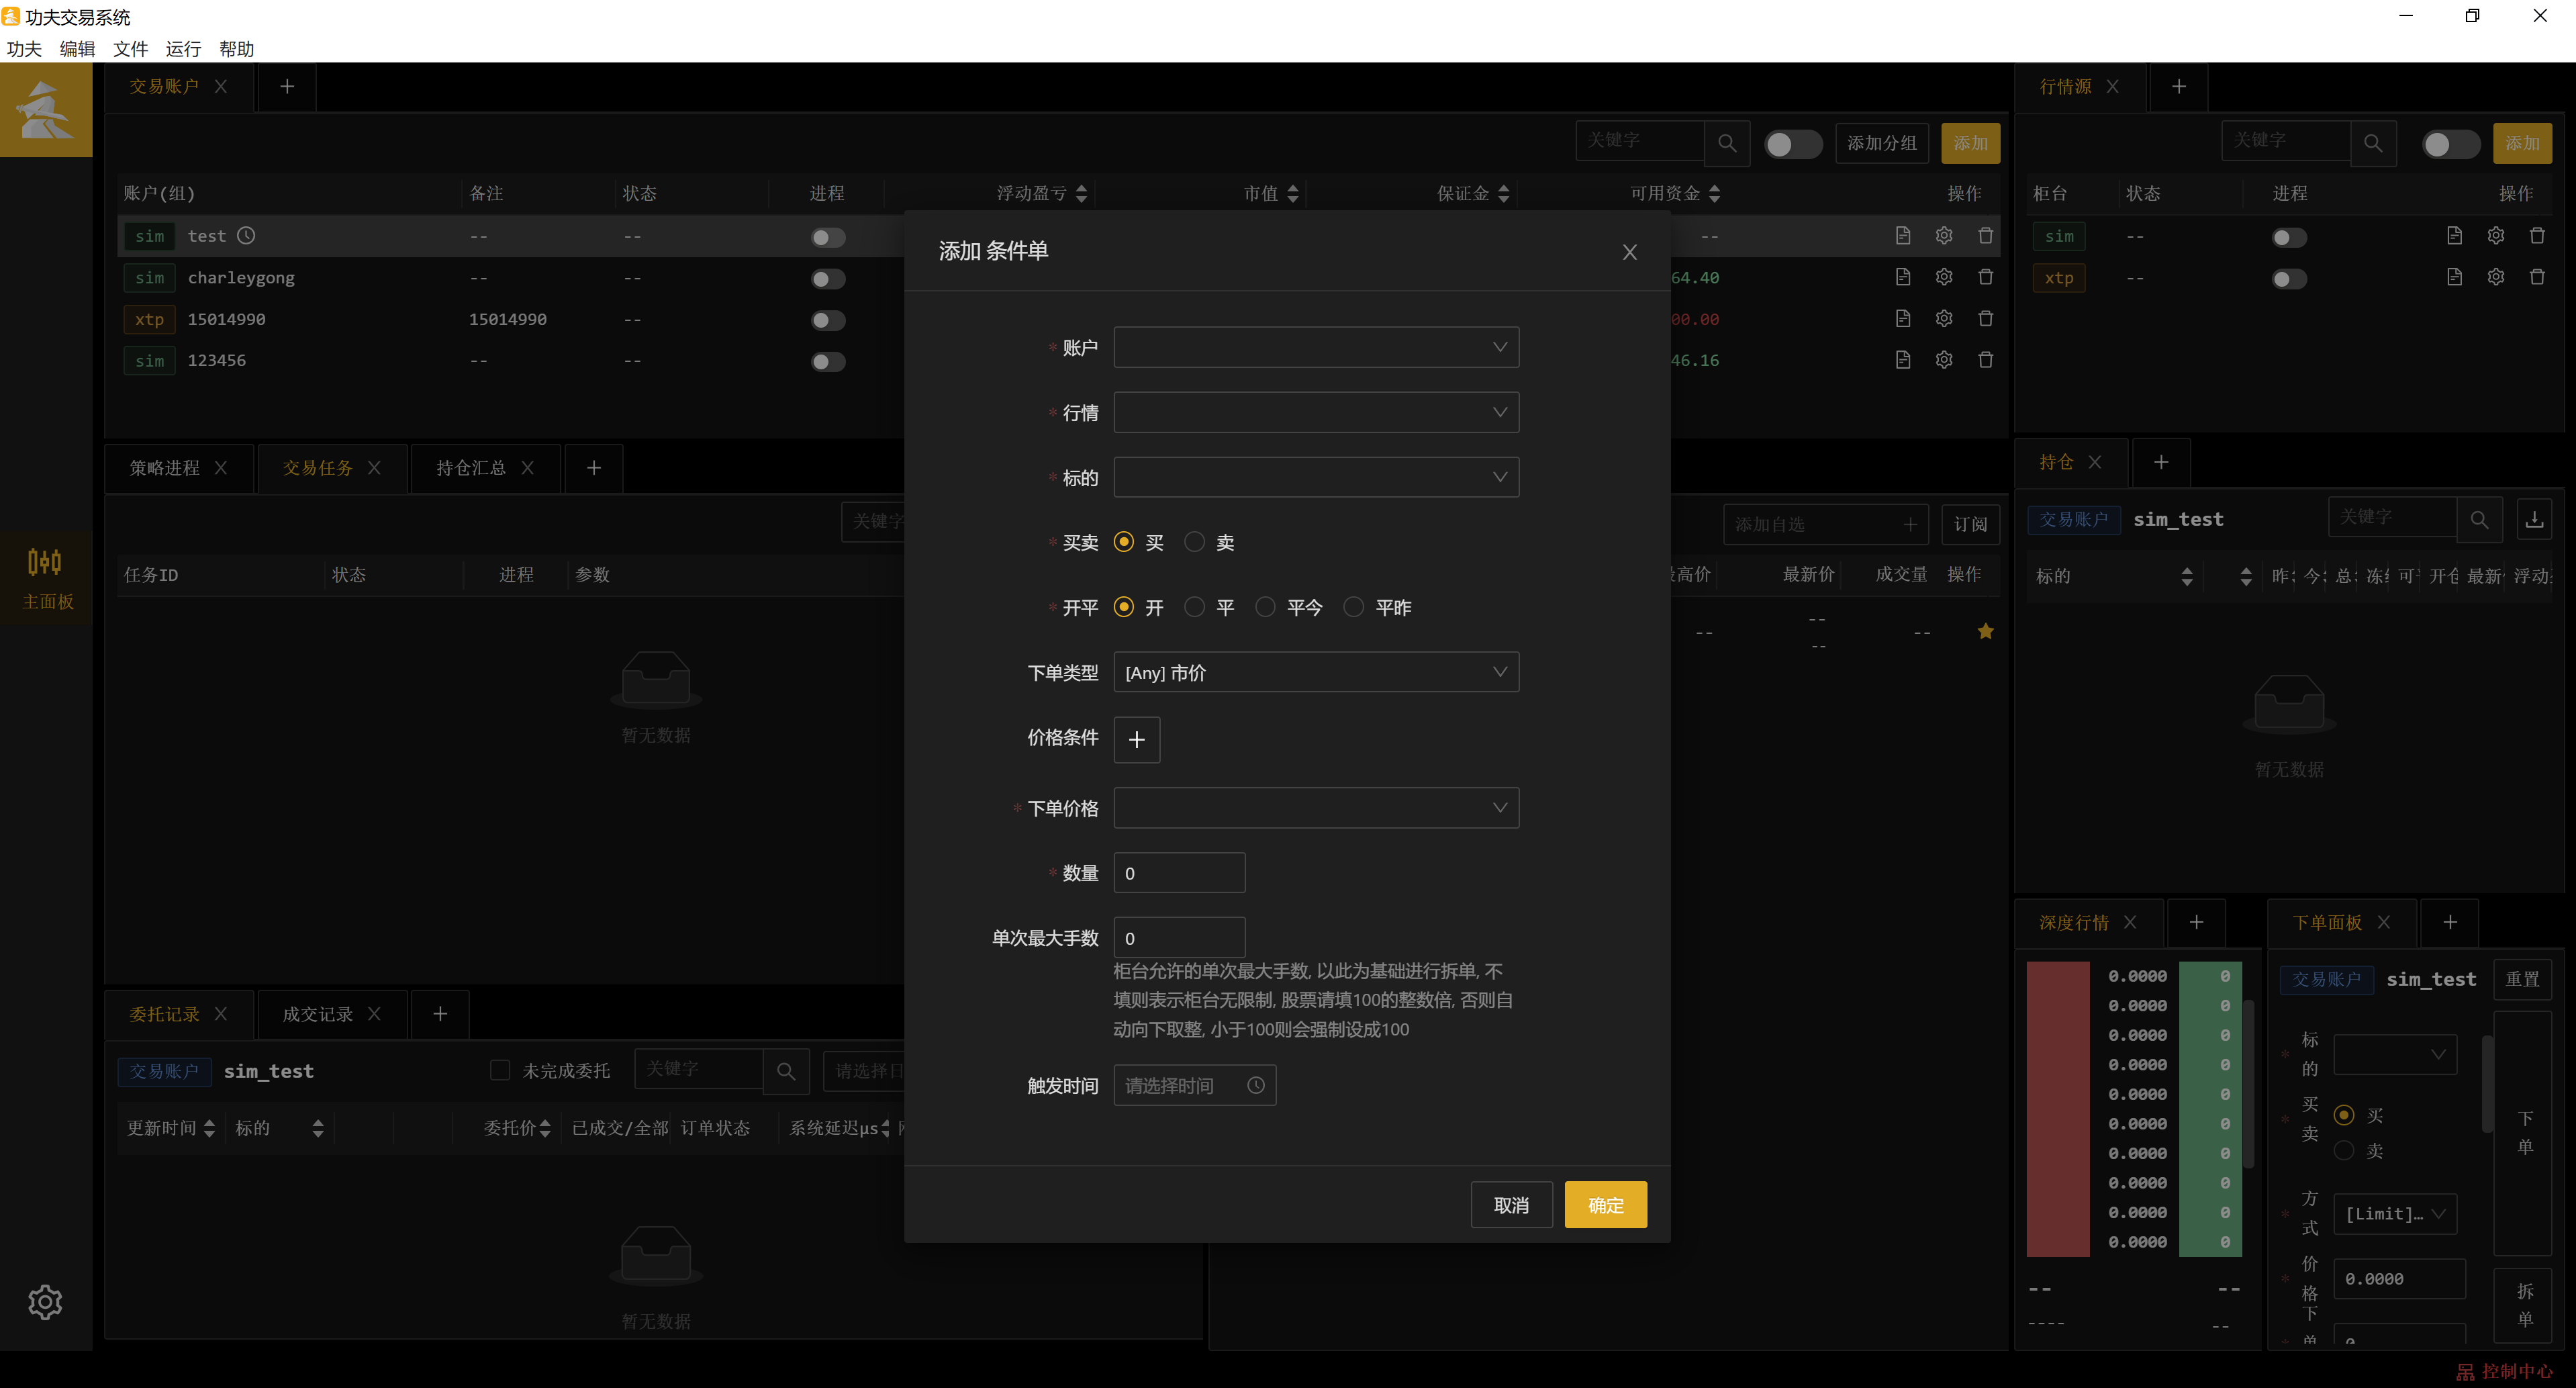 功夫交易系统
功夫 编辑 文件 运行 帮助
交易账户
行情源
关键字 添加分组 添加
关键字 添加
账户(组) 备注 状态 进程 浮动盈亏 市值 保证金 可用资金 操作
柜台 状态 进程 操作
sim test -- -- --
sim charleygong -- -- 64.40
xtp 15014990 15014990 -- 00.00
sim 123456 -- -- 46.16
sim --
xtp --
主面板
策略进程 交易任务 持仓汇总
关键字
任务ID 状态 进程 参数
暂无数据
添加自选 订阅
最高价 最新价 成交量 操作
-- -- --
--
持仓
交易账户 sim_test 关键字
标的 昨 今 总 冻 可 开仓 最新 浮动
暂无数据
添加 条件单
* 账户
* 行情
* 标的
* 买卖 买 卖
* 开平 开 平 平今 平昨
下单类型 [Any] 市价
价格条件 +
* 下单价格
* 数量 0
单次最大手数 0
柜台允许的单次最大手数, 以此为基础进行拆单, 不
填则表示柜台无限制, 股票请填100的整数倍, 否则自
动向下取整, 小于100则会强制设成100
触发时间 请选择时间
取消 确定
委托记录 成交记录
交易账户 sim_test 未完成委托 关键字 请选择日
更新时间 标的 委托价 已成交/全部 订单状态 系统延迟μs
暂无数据
深度行情
0.0000 0
0.0000 0
0.0000 0
0.0000 0
0.0000 0
0.0000 0
0.0000 0
0.0000 0
0.0000 0
0.0000 0
-- --
---- --
下单面板
交易账户 sim_test 重置
* 标的
* 买卖 买
卖
* 方式 [Limit]...
* 价格 0.0000
* 下单 0
下单
拆单
控制中心